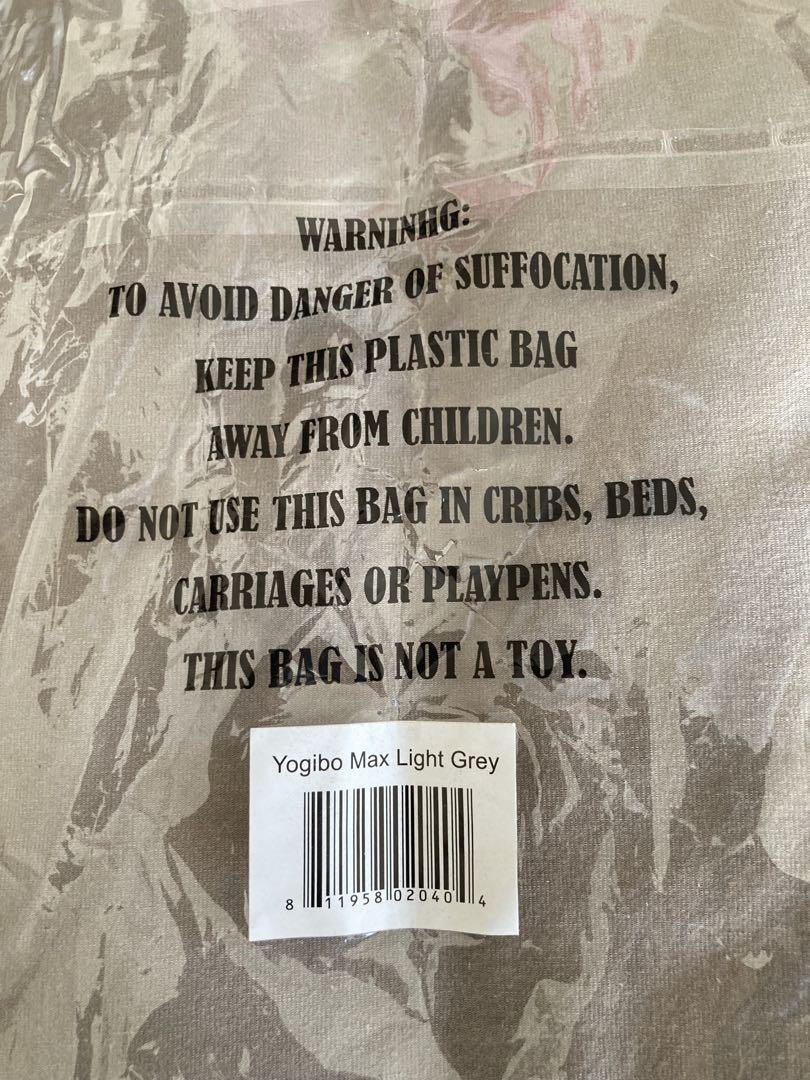 WARNINHG:
TO AVOID DANGER OF SUFFOCATION,
KEEP THIS PLASTIC BAG
AWAY FROM CHILDREN.
DO NOT USE THIS BAG IN CRIBS, BEDS,
CARRIAGES OR PLAYPENS.
THIS BAG IS NOT A TOY.
Yogibo Max Light Grey
8 11958 02040 4